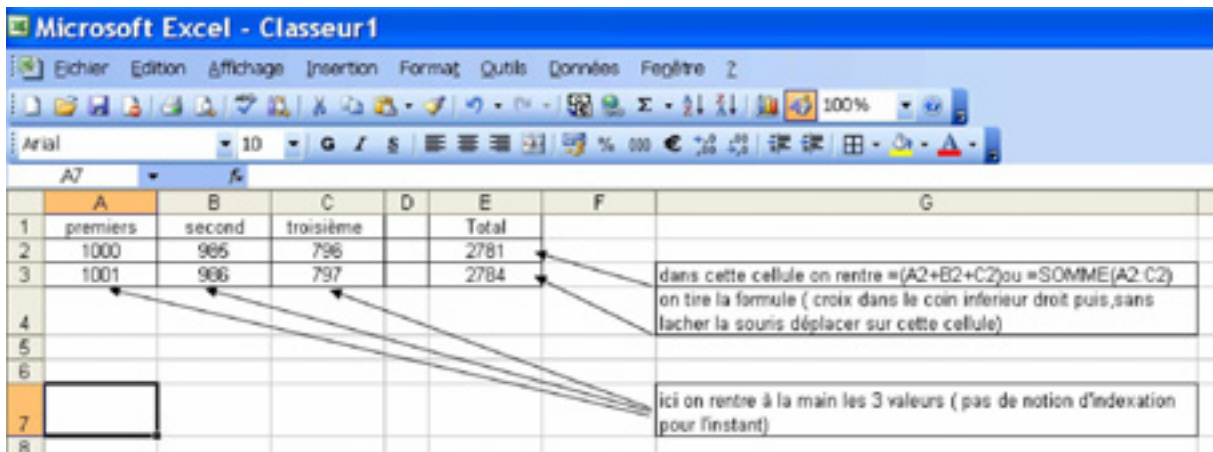 Microsoft Excel - Classeur1
Fichier Edition Affichage Insertion Format Outils Données Fenêtre ?
100%
Arial 10 G I S % 000 €
A7 fx
A B C D E F G
1 premiers second troisième Total
2 1000 985 796 2781
3 1001 986 797 2784 dans cette cellule on rentre =(A2+B2+C2)ou =SOMME(A2:C2)
on tire la formule ( croix dans le coin inferieur droit puis,sans
4 lacher la souris déplacer sur cette cellule)
5
6
ici on rentre à la main les 3 valeurs ( pas de notion d'indexation
7 pour l'instant)
8